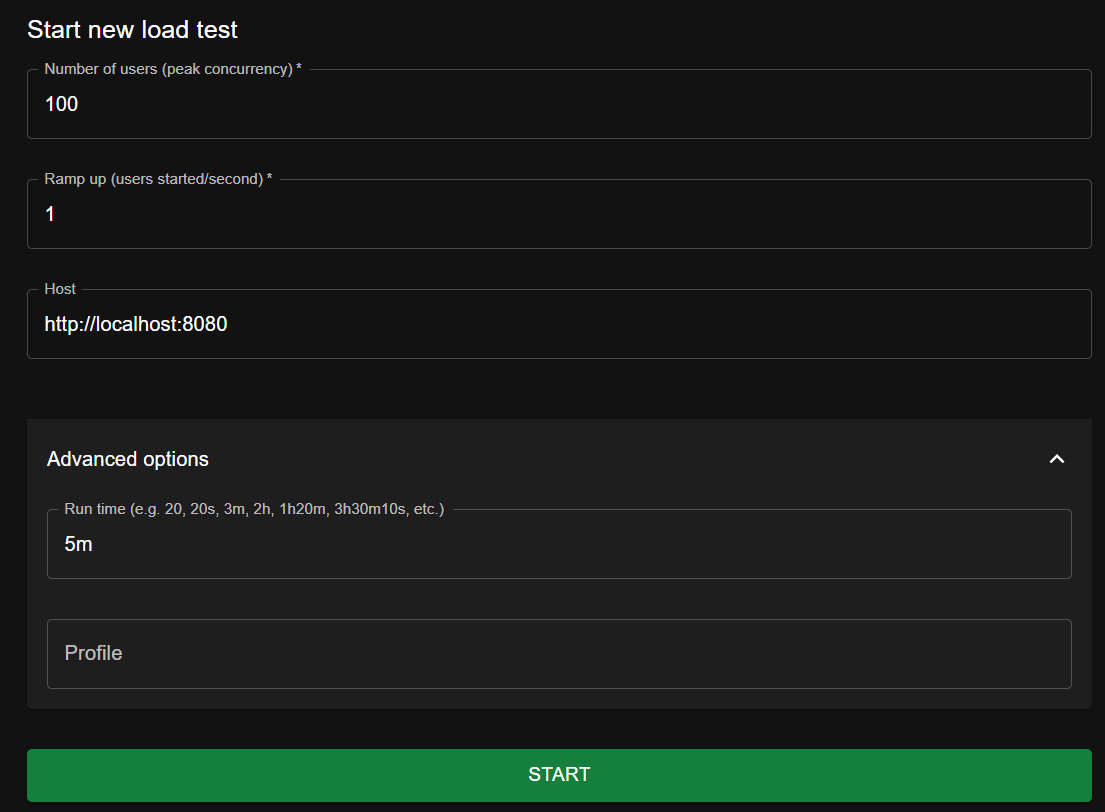 Start new load test
Number of users (peak concurrency) *
100
Ramp up (users started/second) *
1
Host
http://localhost:8080
Advanced options
Run time (e.g. 20, 20s, 3m, 2h, 1h20m, 3h30m10s, etc.)
5m
Profile
START